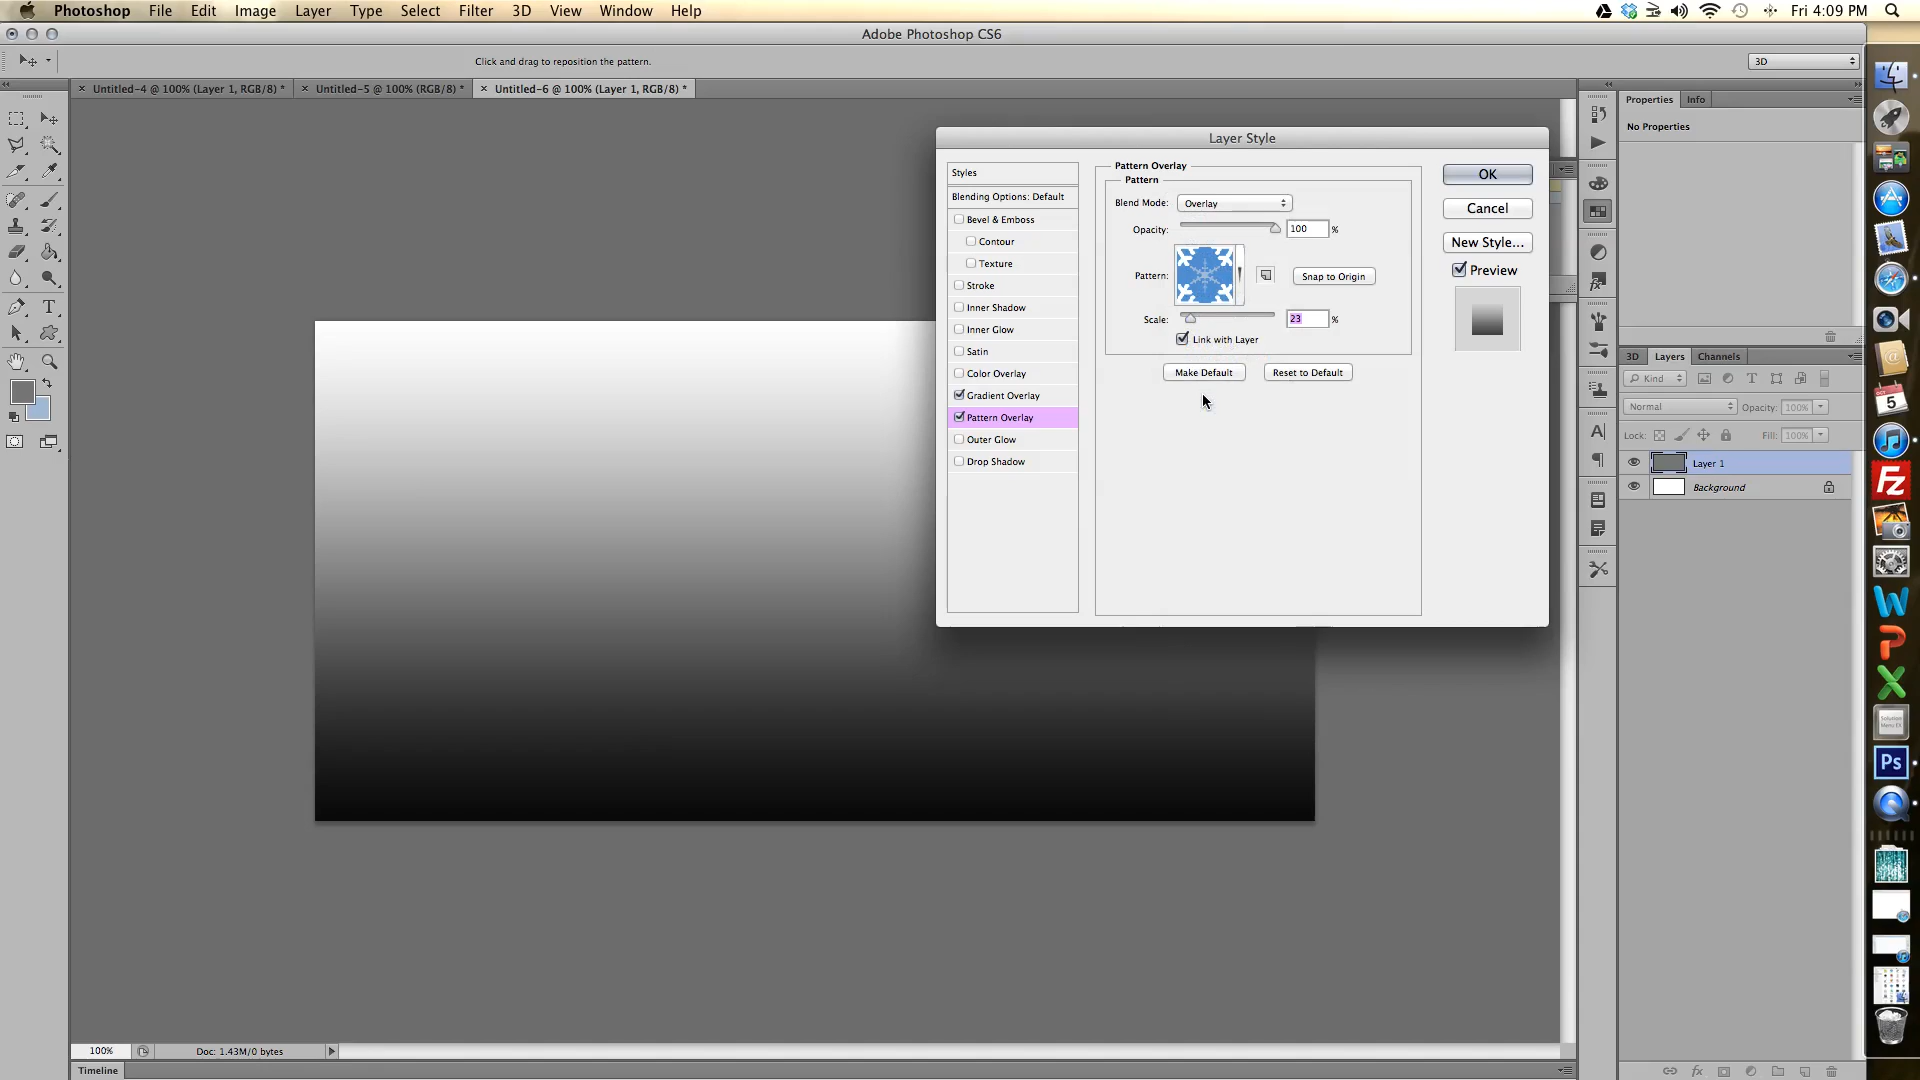 Photoshop File Edit Image Layer Type Select Filter 3D View Window Help Fri 4:09 PM
Adobe Photoshop CS6
Click and drag to reposition the pattern. 3D
Untitled-4 @ 100% (Layer 1, RGB/8) * Untitled-5 @ 100% (RGB/8) * Untitled-6 @ 100% (Layer 1, RGB/8) *
Properties Info
No Properties
Layer Style
Styles
Blending Options: Default
Bevel & Emboss
Contour
Texture
Stroke
Inner Shadow
Inner Glow
Satin
Color Overlay
Gradient Overlay
Pattern Overlay
Outer Glow
Drop Shadow
Pattern Overlay
Pattern
Blend Mode: Overlay
Opacity: 100 %
Pattern: Snap to Origin
Scale: 23 %
Link with Layer
Make Default Reset to Default
OK
Cancel
New Style...
Preview
3D Layers Channels
Kind
Normal Opacity: 100%
Lock: Fill: 100%
Layer 1
Background
100% Doc: 1.43M/0 bytes
Timeline
5
Fz
W
P
X
Ps